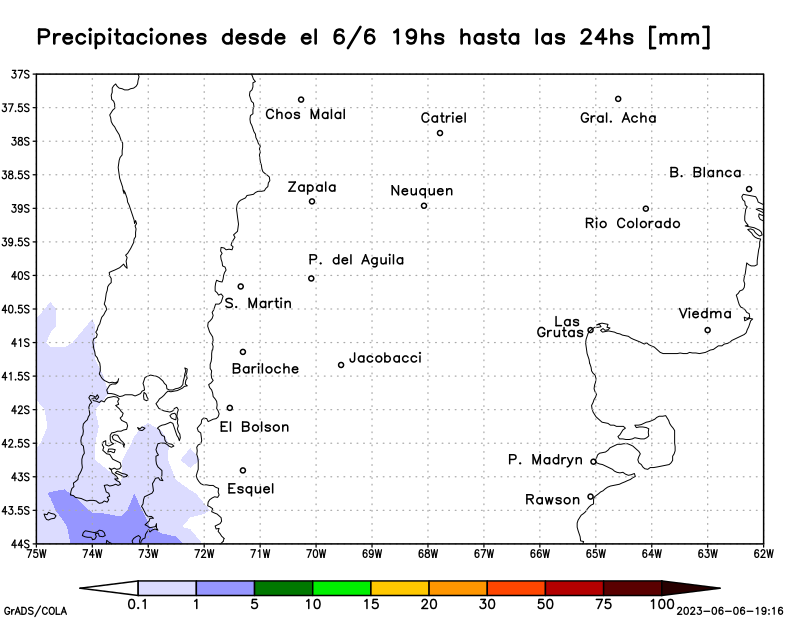 Precipitaciones desde el 6/6 19hs hasta las 24hs [mm]
37S
Chos Malal
Gral. Acha
37.5S
Catriel
38S
B. Blanca
38.5S
Zapala
Neuquen
39S
Rio Colorado
39.5S
P. del Aguila
40S
S. Martin
40.5S
Viedma
Las
Grutas
41S
Jacobacci
Bariloche
41.5S
42S
El Bolson
42.5S
P. Madryn
43S
Esquel
Rawson
43.5S
44S
75W 74W 73W 72W 71W 70W 69W 68W 67W 66W 65W 64W 63W 62W
0.1 1 5 10 15 20 30 50 75 100
GrADS/COLA
2023-06-06-19:16